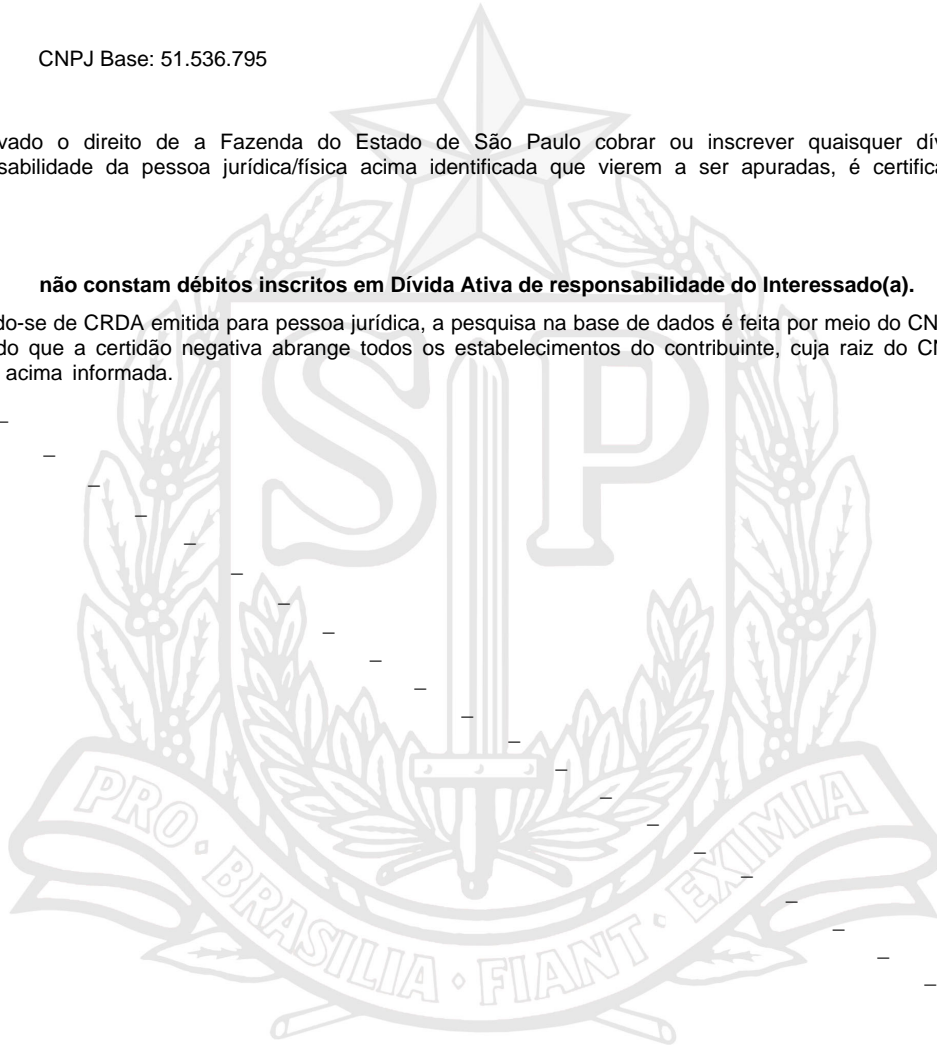 CNPJ Base: 51.536.795
vado o direito de a Fazenda do Estado de São Paulo cobrar ou inscrever quaisquer dív
sabilidade da pessoa jurídica/física acima identificada que vierem a ser apuradas, é certifica
não constam débitos inscritos em Dívida Ativa de responsabilidade do Interessado(a).
do-se de CRDA emitida para pessoa jurídica, a pesquisa na base de dados é feita por meio do CN
do que a certidão negativa abrange todos os estabelecimentos do contribuinte, cuja raiz do CN
acima informada.
SP
PRO • BRASILIA • FIANT • EXIMIA